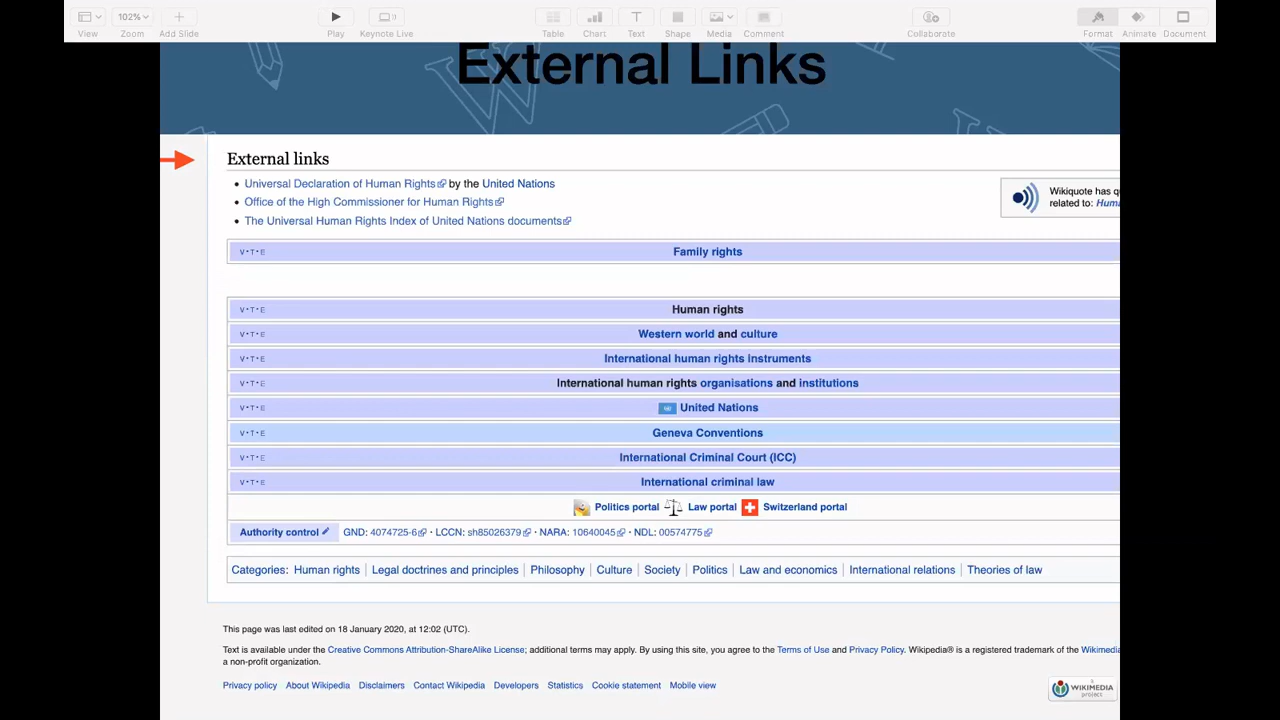 View
102%
Zoom
Add Slide
Play
Keynote Live
Table
Chart
Text
Shape
Media
Comment
Collaborate
Format
Animate
Document
External Links
External links
Universal Declaration of Human Rights by the United Nations
Office of the High Commissioner for Human Rights
The Universal Human Rights Index of United Nations documents
Wikiquote has q
related to: Hum
V·T·E Family rights
V·T·E Human rights
V·T·E Western world and culture
V·T·E International human rights instruments
V·T·E International human rights organisations and institutions
V·T·E United Nations
V·T·E Geneva Conventions
V·T·E International Criminal Court (ICC)
V·T·E International criminal law
Politics portal Law portal Switzerland portal
Authority control GND: 4074725-6 · LCCN: sh85026379 · NARA: 10640045 · NDL: 00574775
Categories: Human rights | Legal doctrines and principles | Philosophy | Culture | Society | Politics | Law and economics | International relations | Theories of law
This page was last edited on 18 January 2020, at 12:02 (UTC).
Text is available under the Creative Commons Attribution-ShareAlike License; additional terms may apply. By using this site, you agree to the Terms of Use and Privacy Policy. Wikipedia® is a registered trademark of the Wikimedia
a non-profit organization.
Privacy policy About Wikipedia Disclaimers Contact Wikipedia Developers Statistics Cookie statement Mobile view
A
WIKIMEDIA
project